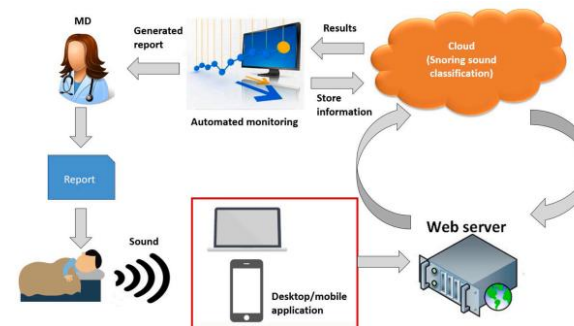 MD
Generated
report
Results
Cloud
(Snoring sound
classification)
Store
information
Automated monitoring
Report
Sound
Web server
Desktop/mobile
application